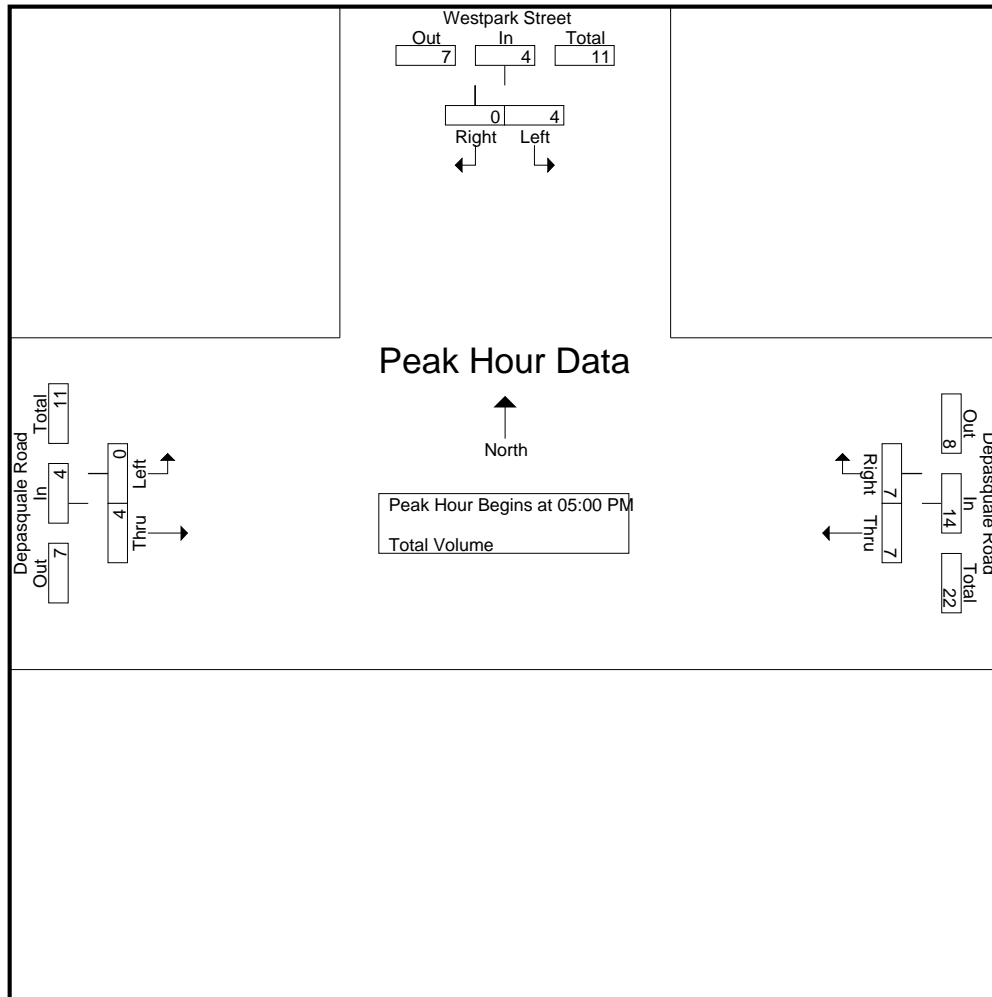 Westpark Street
Out In Total
7 4 11
0 4
Right Left
Peak Hour Data
North
Peak Hour Begins at 05:00 PM
Total Volume
Depasquale Road
Total In Out
11 4 7
0 4
Left Thru
Depasquale Road
Out In Total
8 14 22
7 7
Right Thru